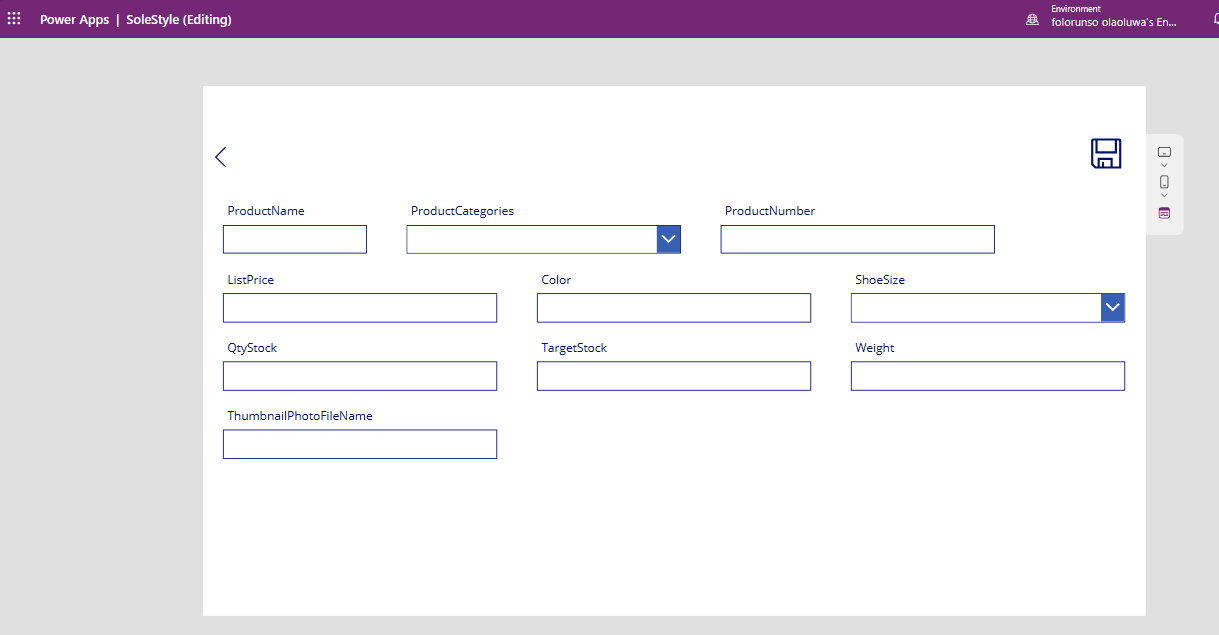 Power Apps | SoleStyle (Editing)
Environment
folorunso olaoluwa's En...
ProductName
ProductCategories
ProductNumber
ListPrice
Color
ShoeSize
QtyStock
TargetStock
Weight
ThumbnailPhotoFileName